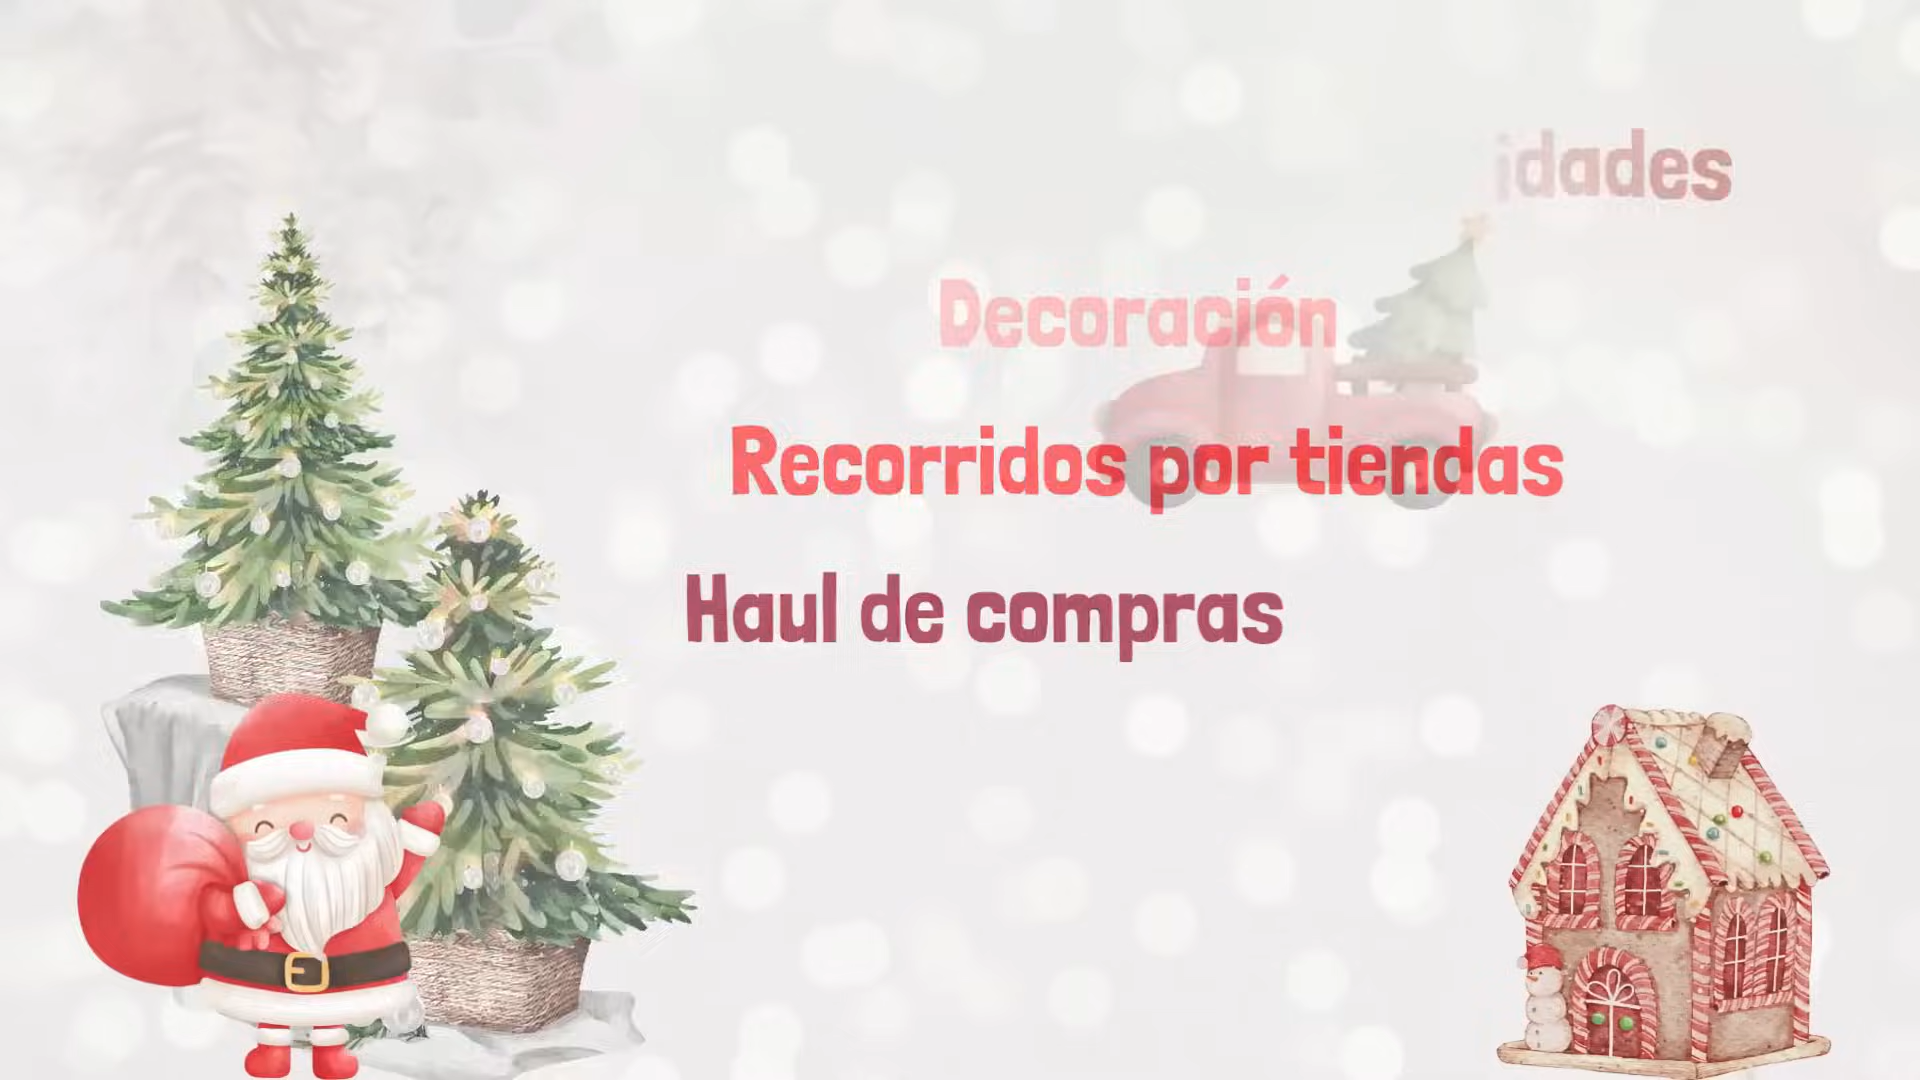 idades
Decoración
Recorridos por tiendas
Haul de compras